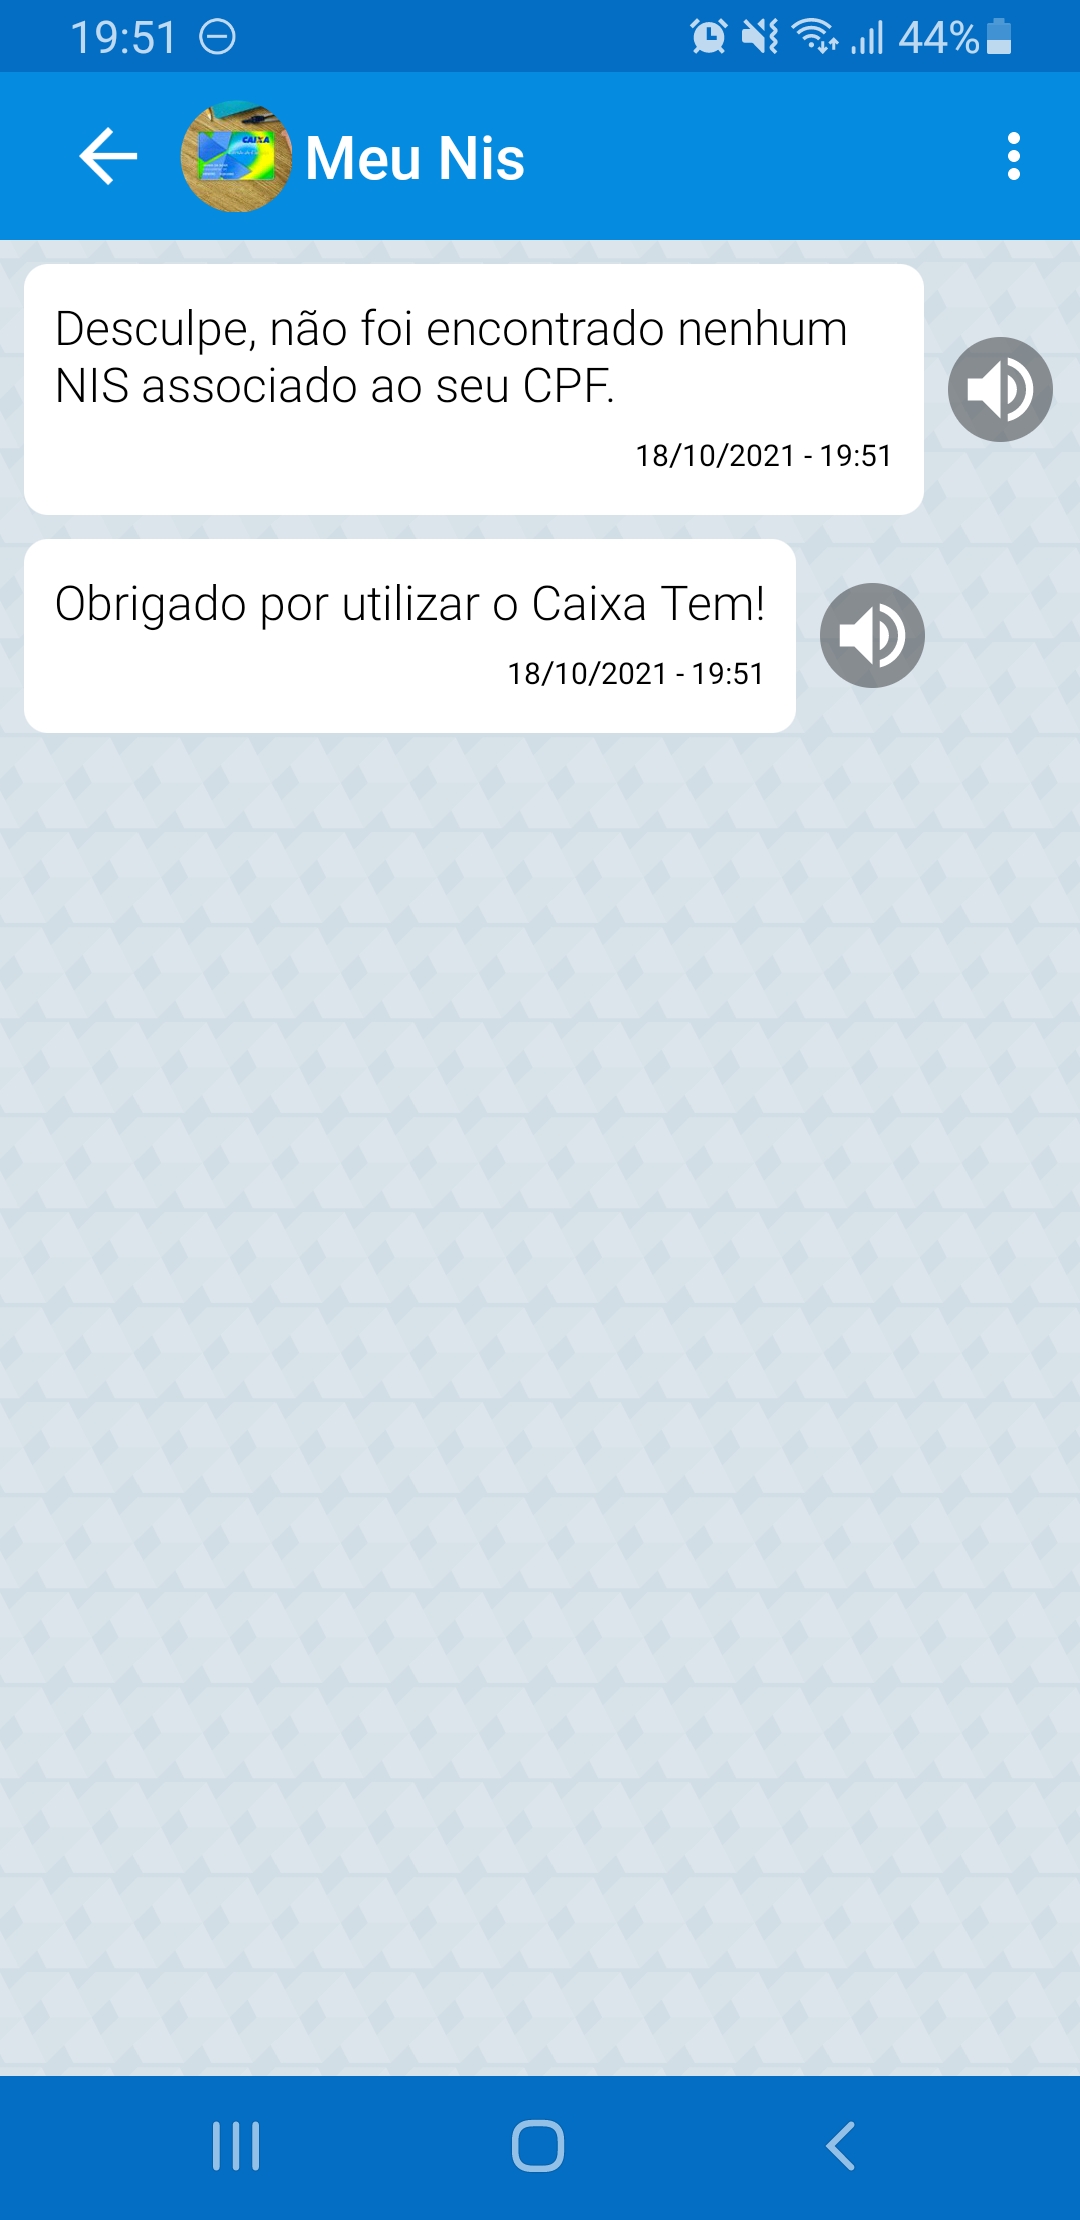 19:51
44%
CAIXA
Meu Nis
Desculpe, não foi encontrado nenhum
NIS associado ao seu CPF.
18/10/2021 - 19:51
Obrigado por utilizar o Caixa Tem!
18/10/2021 - 19:51